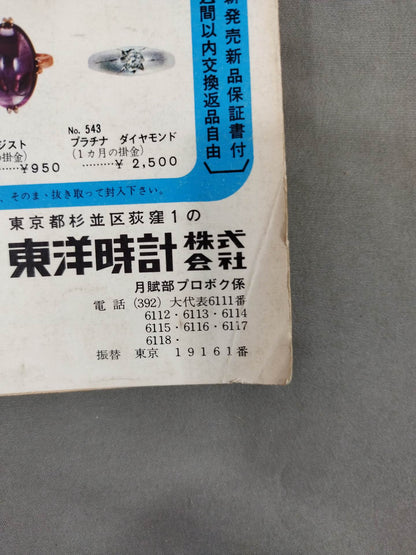 新発売新品保証書付
週間以内交換返品自由
ジスト
の掛金)
……¥950
No. 543
プラチナ ダイヤモンド
(1ヵ月の掛金)
………¥ 2,500
、そのまゝ抜き取って封入下さい。
東京都杉並区荻窪1の
東洋時計株式会社
月賦部プロボク係
電話 (392) 大代表6111番
6112・6113・6114
6115・6116・6117
6118・
振替 東京 19161番